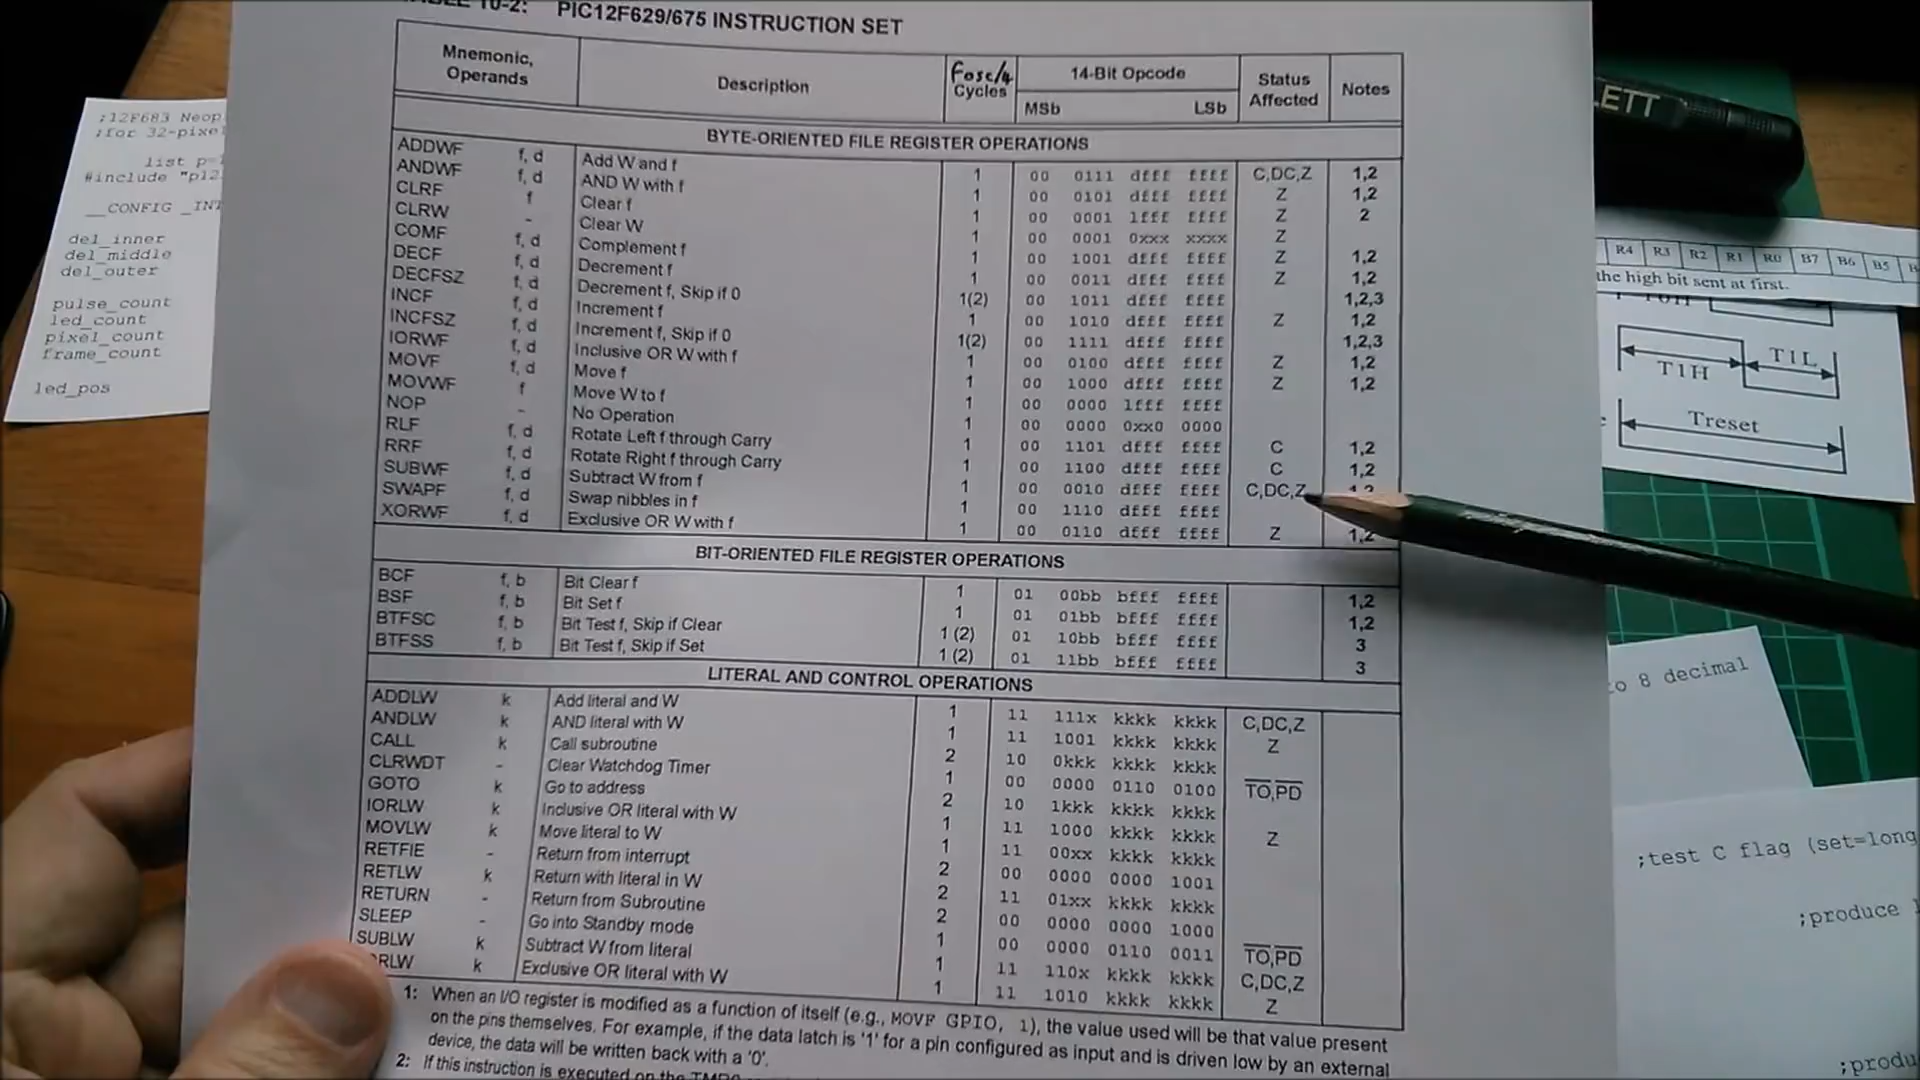 TABLE 10-2: PIC12F629/675 INSTRUCTION SET
Mnemonic, Operands Description Fosc/4 Cycles 14-Bit Opcode MSb LSb Status Affected Notes
BYTE-ORIENTED FILE REGISTER OPERATIONS
ADDWF f, d Add W and f 1 00 0111 dfff ffff C,DC,Z 1,2
ANDWF f, d AND W with f 1 00 0101 dfff ffff Z 1,2
CLRF f Clear f 1 00 0001 lfff ffff Z 2
CLRW - Clear W 1 00 0001 0xxx xxxx Z
COMF f, d Complement f 1 00 1001 dfff ffff Z 1,2
DECF f, d Decrement f 1 00 0011 dfff ffff Z 1,2
DECFSZ f, d Decrement f, Skip if 0 1(2) 00 1011 dfff ffff 1,2,3
INCF f, d Increment f 1 00 1010 dfff ffff Z 1,2
INCFSZ f, d Increment f, Skip if 0 1(2) 00 1111 dfff ffff 1,2,3
IORWF f, d Inclusive OR W with f 1 00 0100 dfff ffff Z 1,2
MOVF f, d Move f 1 00 1000 dfff ffff Z 1,2
MOVWF f Move W to f 1 00 0000 lfff ffff
NOP - No Operation 1 00 0000 0xx0 0000
RLF f, d Rotate Left f through Carry 1 00 1101 dfff ffff C 1,2
RRF f, d Rotate Right f through Carry 1 00 1100 dfff ffff C 1,2
SUBWF f, d Subtract W from f 1 00 0010 dfff ffff C,DC,Z 1,2
SWAPF f, d Swap nibbles in f 1 00 1110 dfff ffff
XORWF f, d Exclusive OR W with f 1 00 0110 dfff ffff Z 1,2
BIT-ORIENTED FILE REGISTER OPERATIONS
BCF f, b Bit Clear f 1 01 00bb bfff ffff 1,2
BSF f, b Bit Set f 1 01 01bb bfff ffff 1,2
BTFSC f, b Bit Test f, Skip if Clear 1 (2) 01 10bb bfff ffff 3
BTFSS f, b Bit Test f, Skip if Set 1 (2) 01 11bb bfff ffff 3
LITERAL AND CONTROL OPERATIONS
ADDLW k Add literal and W 1 11 111x kkkk kkkk C,DC,Z
ANDLW k AND literal with W 1 11 1001 kkkk kkkk Z
CALL k Call subroutine 2 10 0kkk kkkk kkkk
CLRWDT - Clear Watchdog Timer 1 00 0000 0110 0100 TO,PD
GOTO k Go to address 2 10 1kkk kkkk kkkk
IORLW k Inclusive OR literal with W 1 11 1000 kkkk kkkk Z
MOVLW k Move literal to W 1 11 00xx kkkk kkkk
RETFIE - Return from interrupt 2 00 0000 0000 1001
RETLW k Return with literal in W 2 11 01xx kkkk kkkk
RETURN - Return from Subroutine 2 00 0000 0000 1000
SLEEP - Go into Standby mode 1 00 0000 0110 0011 TO,PD
SUBLW k Subtract W from literal 1 11 110x kkkk kkkk C,DC,Z
ORLW k Exclusive OR literal with W 1 11 1010 kkkk kkkk Z
1: When an I/O register is modified as a function of itself (e.g., MOVF GPIO, 1), the value used will be that value present
on the pins themselves. For example, if the data latch is '1' for a pin configured as input and is driven low by an external
device, the data will be written back with a '0'.
2: If this instruction is executed on the TMR0
;12F683 Neop
;for 32-pixel
list p=
#include "p12
__CONFIG _INT
del_inner
del_middle
del_outer
pulse_count
led_count
pixel_count
frame_count
led_pos
LETT
R4 R3 R2 R1 R0 B7 B6 B5 B
the high bit sent at first.
T0H
T1H T1L
Treset
to 8 decimal
;test C flag (set=long
;produce
;produ